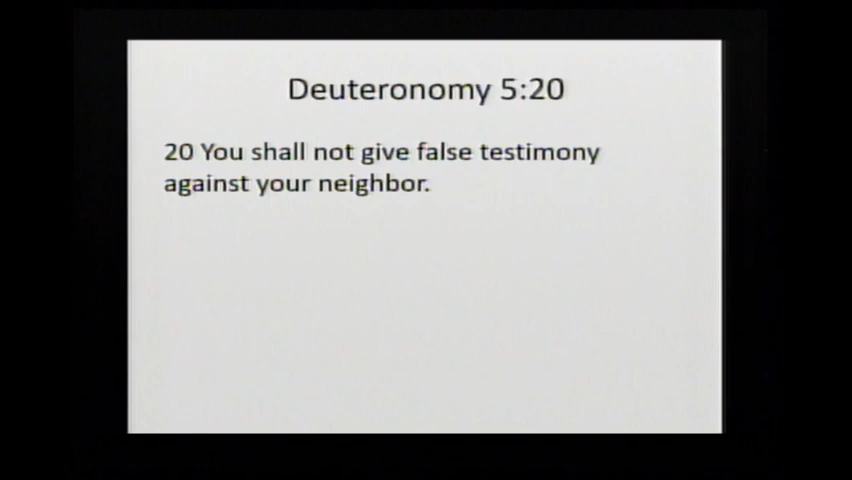 Deuteronomy 5:20
20 You shall not give false testimony
against your neighbor.